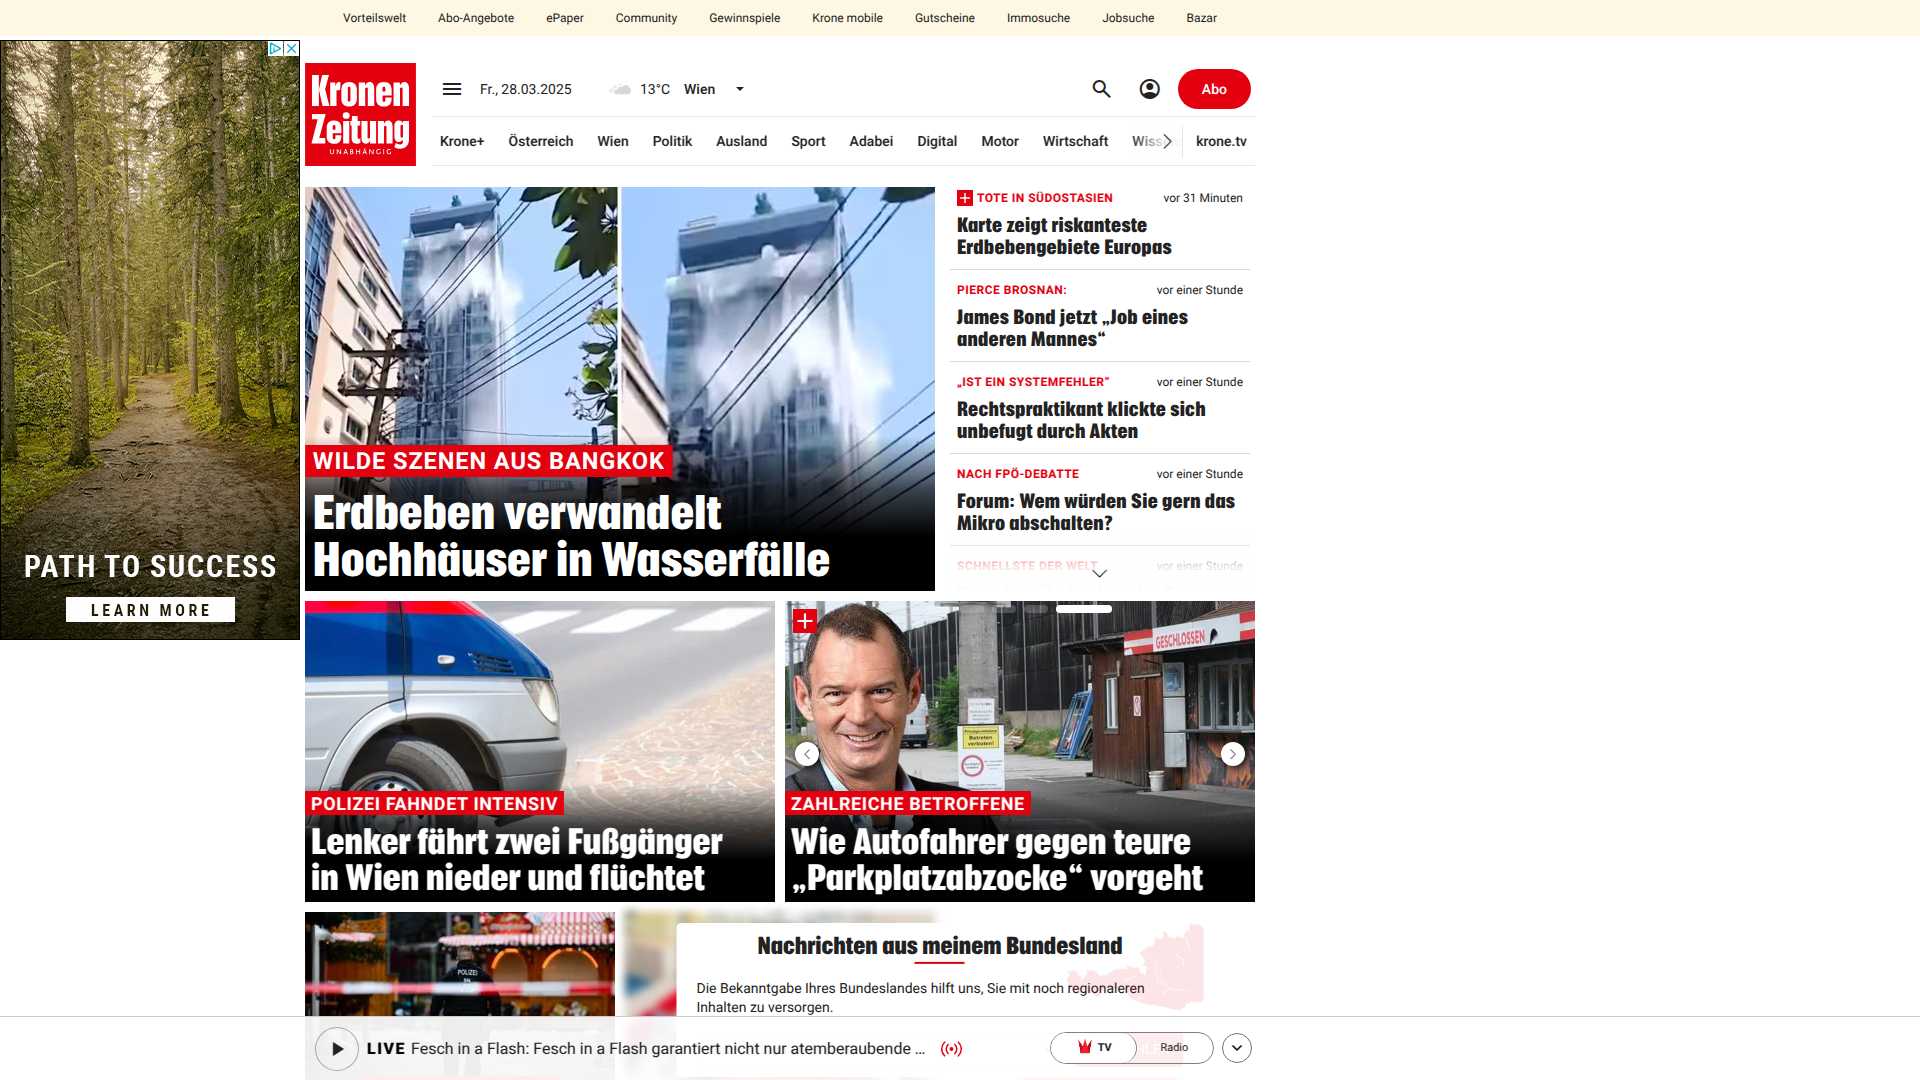 Vorteilswelt Abo-Angebote ePaper Community Gewinnspiele Krone mobile Gutscheine Immosuche Jobsuche Bazar
Kronen
Zeitung
UNABHÄNGIG
Fr., 28.03.2025 13°C Wien
Abo
Krone+ Österreich Wien Politik Ausland Sport Adabei Digital Motor Wirtschaft Wiss krone.tv
PATH TO SUCCESS
LEARN MORE
WILDE SZENEN AUS BANGKOK
Erdbeben verwandelt
Hochhäuser in Wasserfälle
TOTE IN SÜDOSTASIEN vor 31 Minuten
Karte zeigt riskanteste
Erdbebengebiete Europas
PIERCE BROSNAN: vor einer Stunde
James Bond jetzt „Job eines
anderen Mannes“
„IST EIN SYSTEMFEHLER“ vor einer Stunde
Rechtspraktikant klickte sich
unbefugt durch Akten
NACH FPÖ-DEBATTE vor einer Stunde
Forum: Wem würden Sie gern das
Mikro abschalten?
SCHNELLSTE DER WELT vor einer Stunde
POLIZEI FAHNDET INTENSIV
Lenker fährt zwei Fußgänger
in Wien nieder und flüchtet
GESCHLOSSEN
Betreten
verboten!
ZAHLREICHE BETROFFENE
Wie Autofahrer gegen teure
„Parkplatzabzocke“ vorgeht
POLIZEI
Nachrichten aus meinem Bundesland
Die Bekanntgabe Ihres Bundeslandes hilft uns, Sie mit noch regionaleren
Inhalten zu versorgen.
LIVE Fesch in a Flash: Fesch in a Flash garantiert nicht nur atemberaubende ...
TV Radio